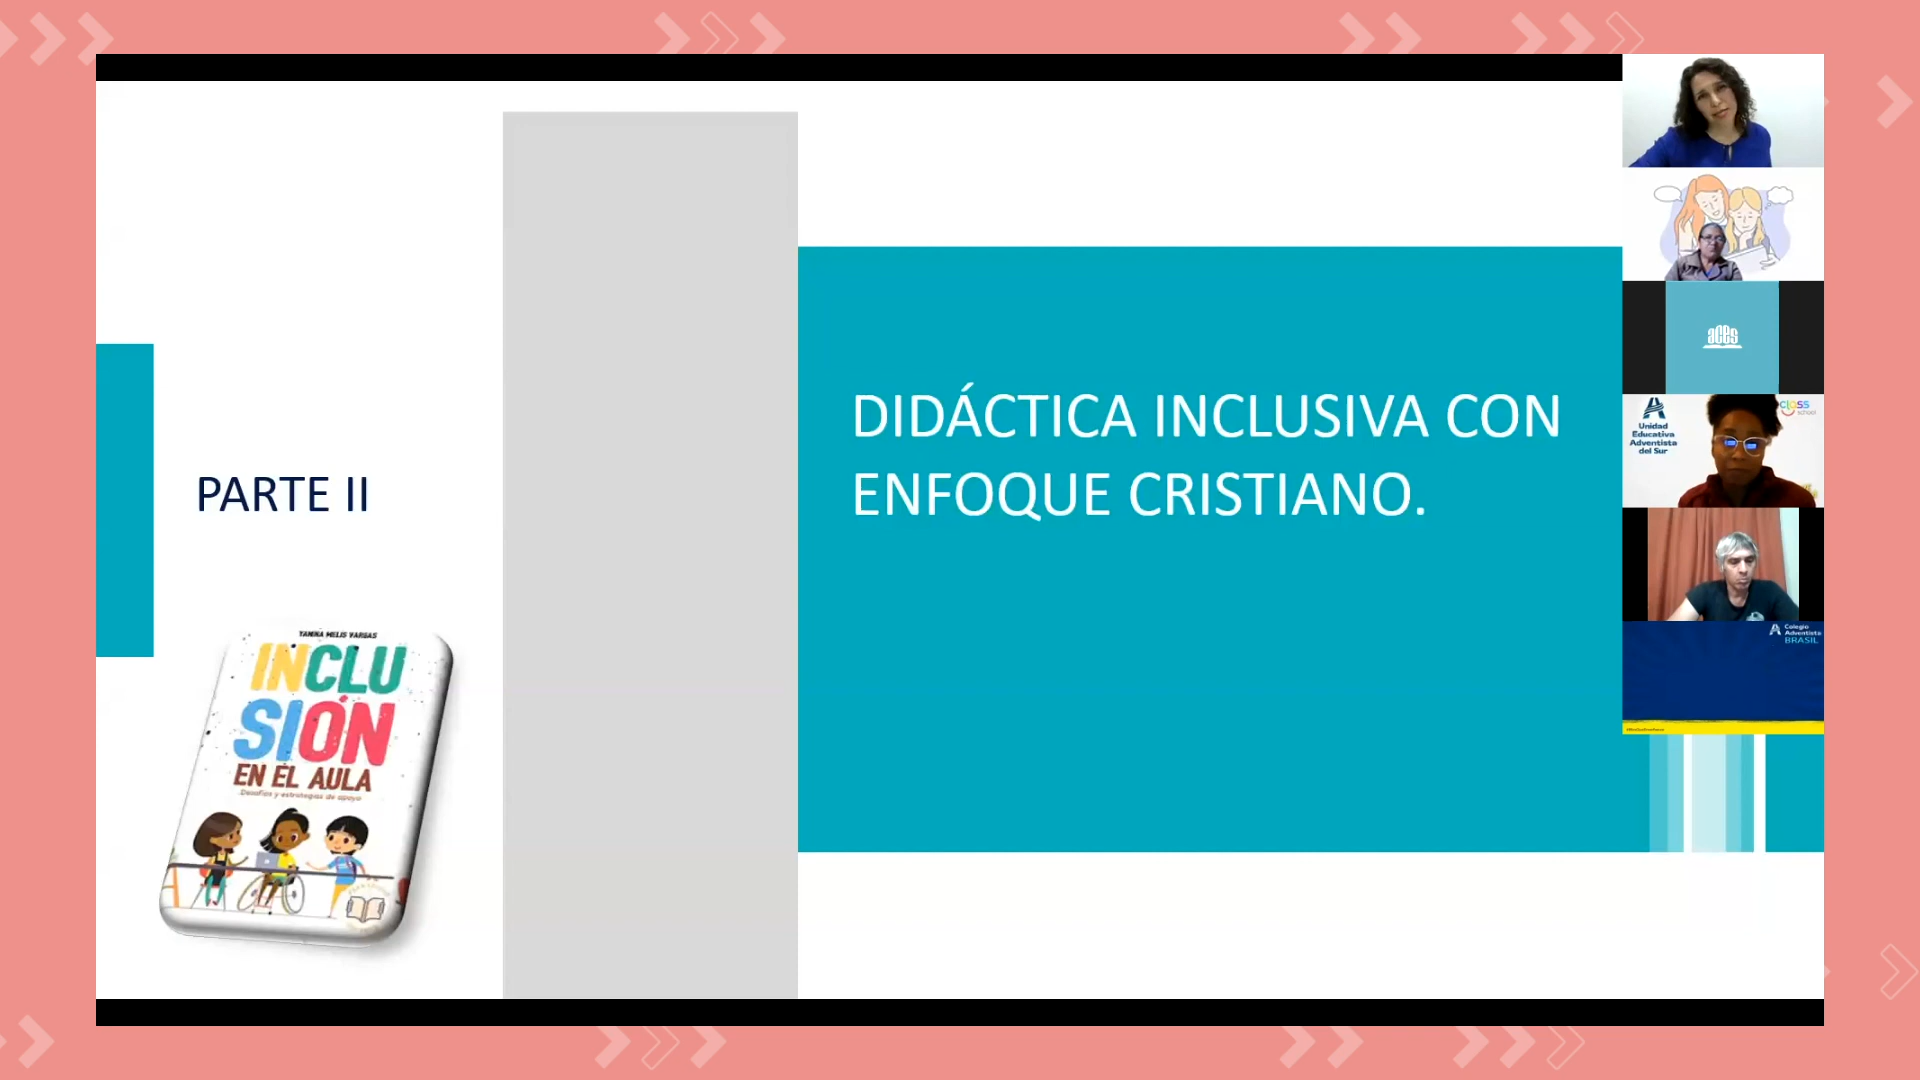 PARTE II
DIDÁCTICA INCLUSIVA CON
ENFOQUE CRISTIANO.
YANINA MELIS VARGAS
INCLU
SIÓN
EN EL AULA
Desafíos y estrategias de apoyo
aces
Unidad
Educativa
Adventista
del Sur
class
school
Colegio
Adventista
BRASIL